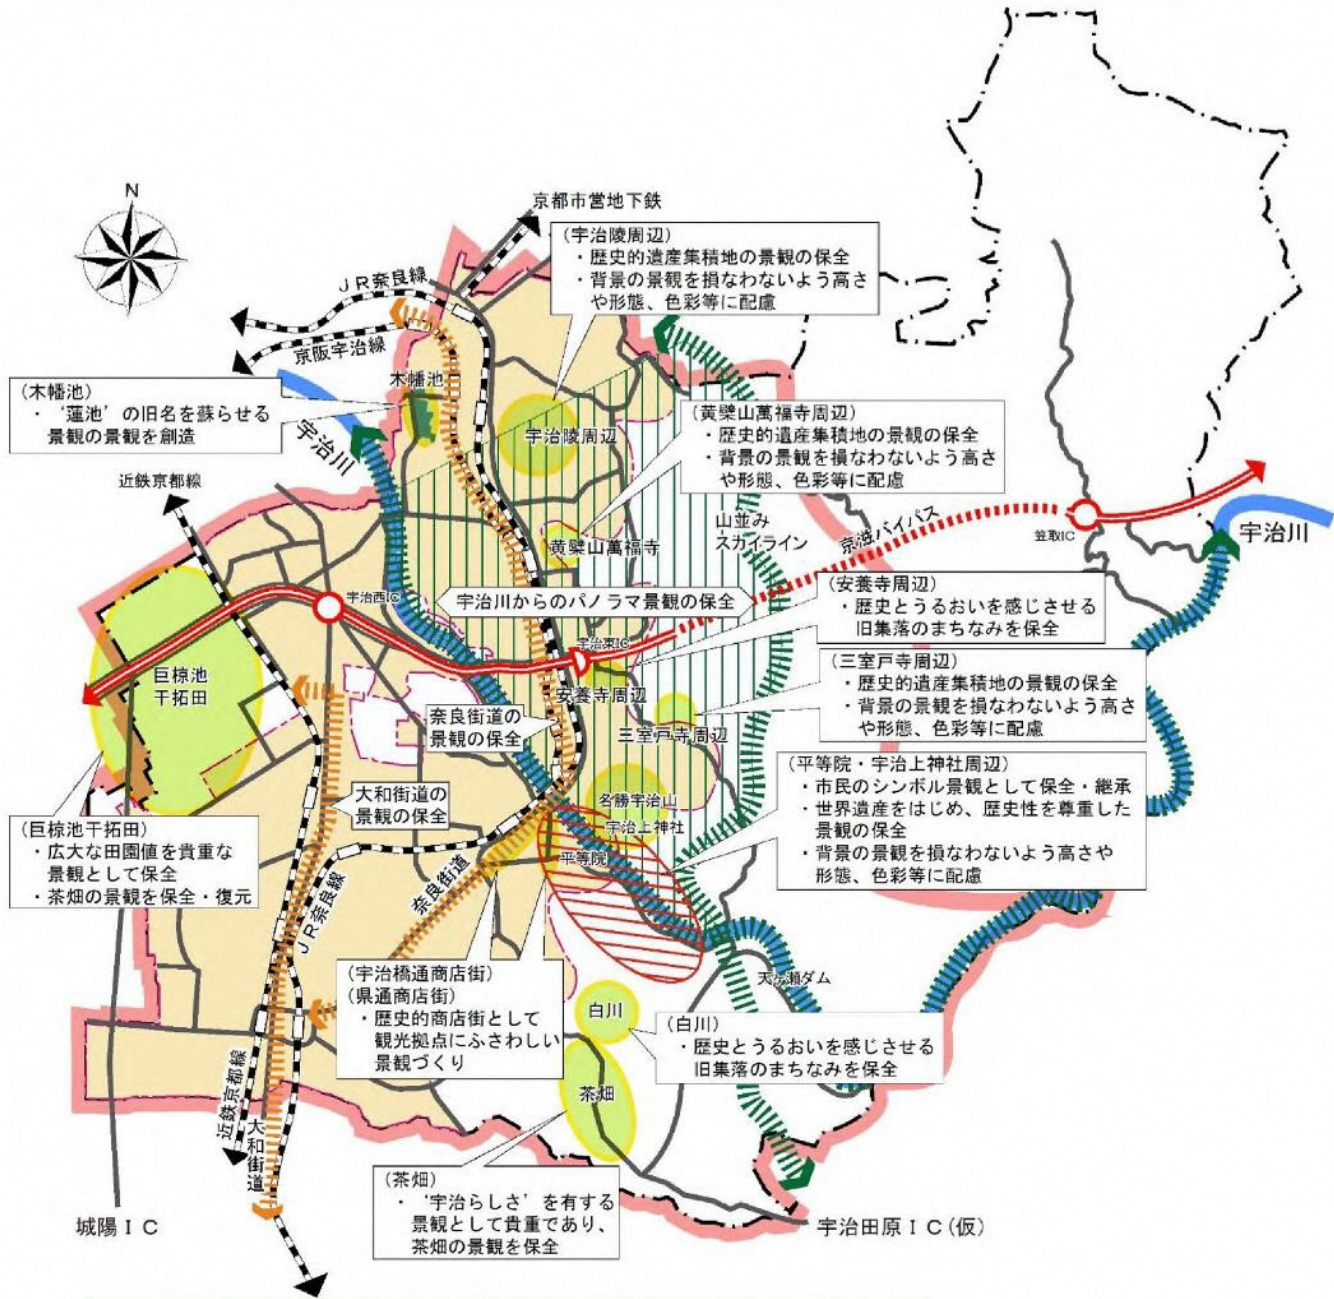 N
京都市営地下鉄
(宇治陵周辺)
・歴史的遺産集積地の景観の保全
・背景の景観を損なわないよう高さ
や形態、色彩等に配慮
JR奈良線
京阪宇治線
木幡池
(木幡池)
・‘蓮池’の旧名を蘇らせる
景観の景観を創造
宇治川
宇治陵周辺
(黄檗山萬福寺周辺)
・歴史的遺産集積地の景観の保全
・背景の景観を損なわないよう高さ
や形態、色彩等に配慮
近鉄京都線
黄檗山萬福寺
山並み
スカイライン
京滋バイパス
笠取IC
宇治川
宇治西IC
宇治川からのパノラマ景観の保全
(安養寺周辺)
・歴史とうるおいを感じさせる
旧集落のまちなみを保全
宇治東IC
巨椋池
干拓田
安養寺周辺
(三室戸寺周辺)
・歴史的遺産集積地の景観の保全
・背景の景観を損なわないよう高さ
や形態、色彩等に配慮
奈良街道の
景観の保全
三室戸寺周辺
(平等院・宇治上神社周辺)
・市民のシンボル景観として保全・継承
・世界遺産をはじめ、歴史性を尊重した
景観の保全
・背景の景観を損なわないよう高さや
形態、色彩等に配慮
大和街道の
景観の保全
名勝宇治山
宇治上神社
平等院
(巨椋池干拓田)
・広大な田園値を貴重な
景観として保全
・茶畑の景観を保全・復元
奈良街道
JR奈良線
(宇治橋通商店街)
(県通商店街)
・歴史的商店街として
観光拠点にふさわしい
景観づくり
天ヶ瀬ダム
白川
(白川)
・歴史とうるおいを感じさせる
旧集落のまちなみを保全
茶畑
近鉄京都線
大和街道
(茶畑)
・‘宇治らしさ’を有する
景観として貴重であり、
茶畑の景観を保全
城陽IC
宇治田原IC(仮)